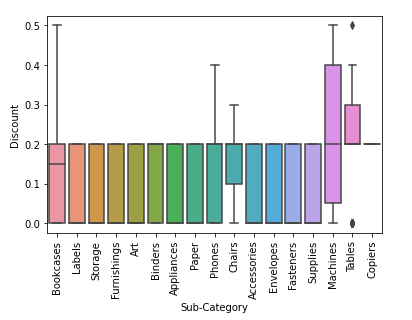 0.5
0.4
0.3
0.2
0.1
0.0
Discount
Bookcases
Labels
Storage
Furnishings
Art
Binders
Appliances
Paper
Phones
Chairs
Accessories
Envelopes
Fasteners
Supplies
Machines
Tables
Copiers
Sub-Category